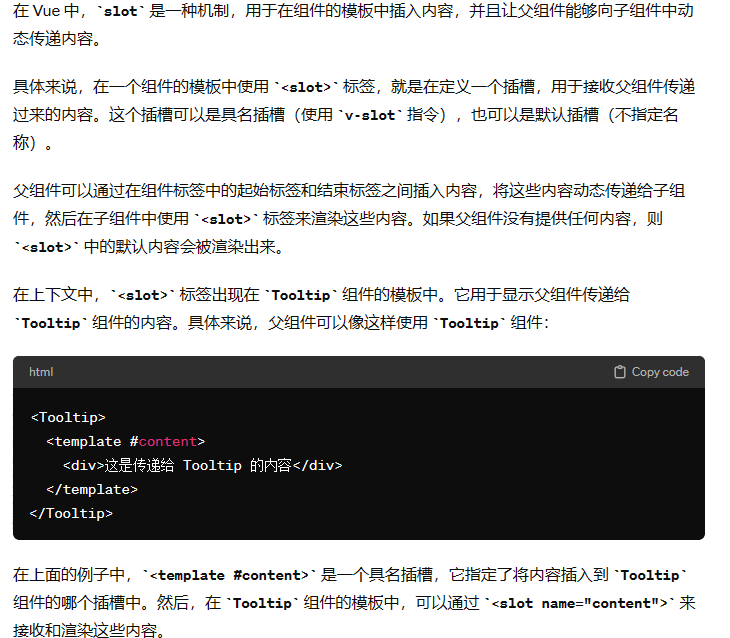 在 Vue 中，`slot` 是一种机制，用于在组件的模板中插入内容，并且让父组件能够向子组件中动
态传递内容。
具体来说，在一个组件的模板中使用 `<slot>` 标签，就是在定义一个插槽，用于接收父组件传递
过来的内容。这个插槽可以是具名插槽（使用 `v-slot` 指令），也可以是默认插槽（不指定名
称）。
父组件可以通过在组件标签中的起始标签和结束标签之间插入内容，将这些内容动态传递给子组
件，然后在子组件中使用 `<slot>` 标签来渲染这些内容。如果父组件没有提供任何内容，则
`<slot>` 中的默认内容会被渲染出来。
在上下文中，`<slot>` 标签出现在 `Tooltip` 组件的模板中。它用于显示父组件传递给
`Tooltip` 组件的内容。具体来说，父组件可以像这样使用 `Tooltip` 组件：
html Copy code
<Tooltip>
  <template #content>
    <div>这是传递给 Tooltip 的内容</div>
  </template>
</Tooltip>
在上面的例子中，`<template #content>` 是一个具名插槽，它指定了将内容插入到 `Tooltip`
组件的哪个插槽中。然后，在 `Tooltip` 组件的模板中，可以通过 `<slot name="content">` 来
接收和渲染这些内容。